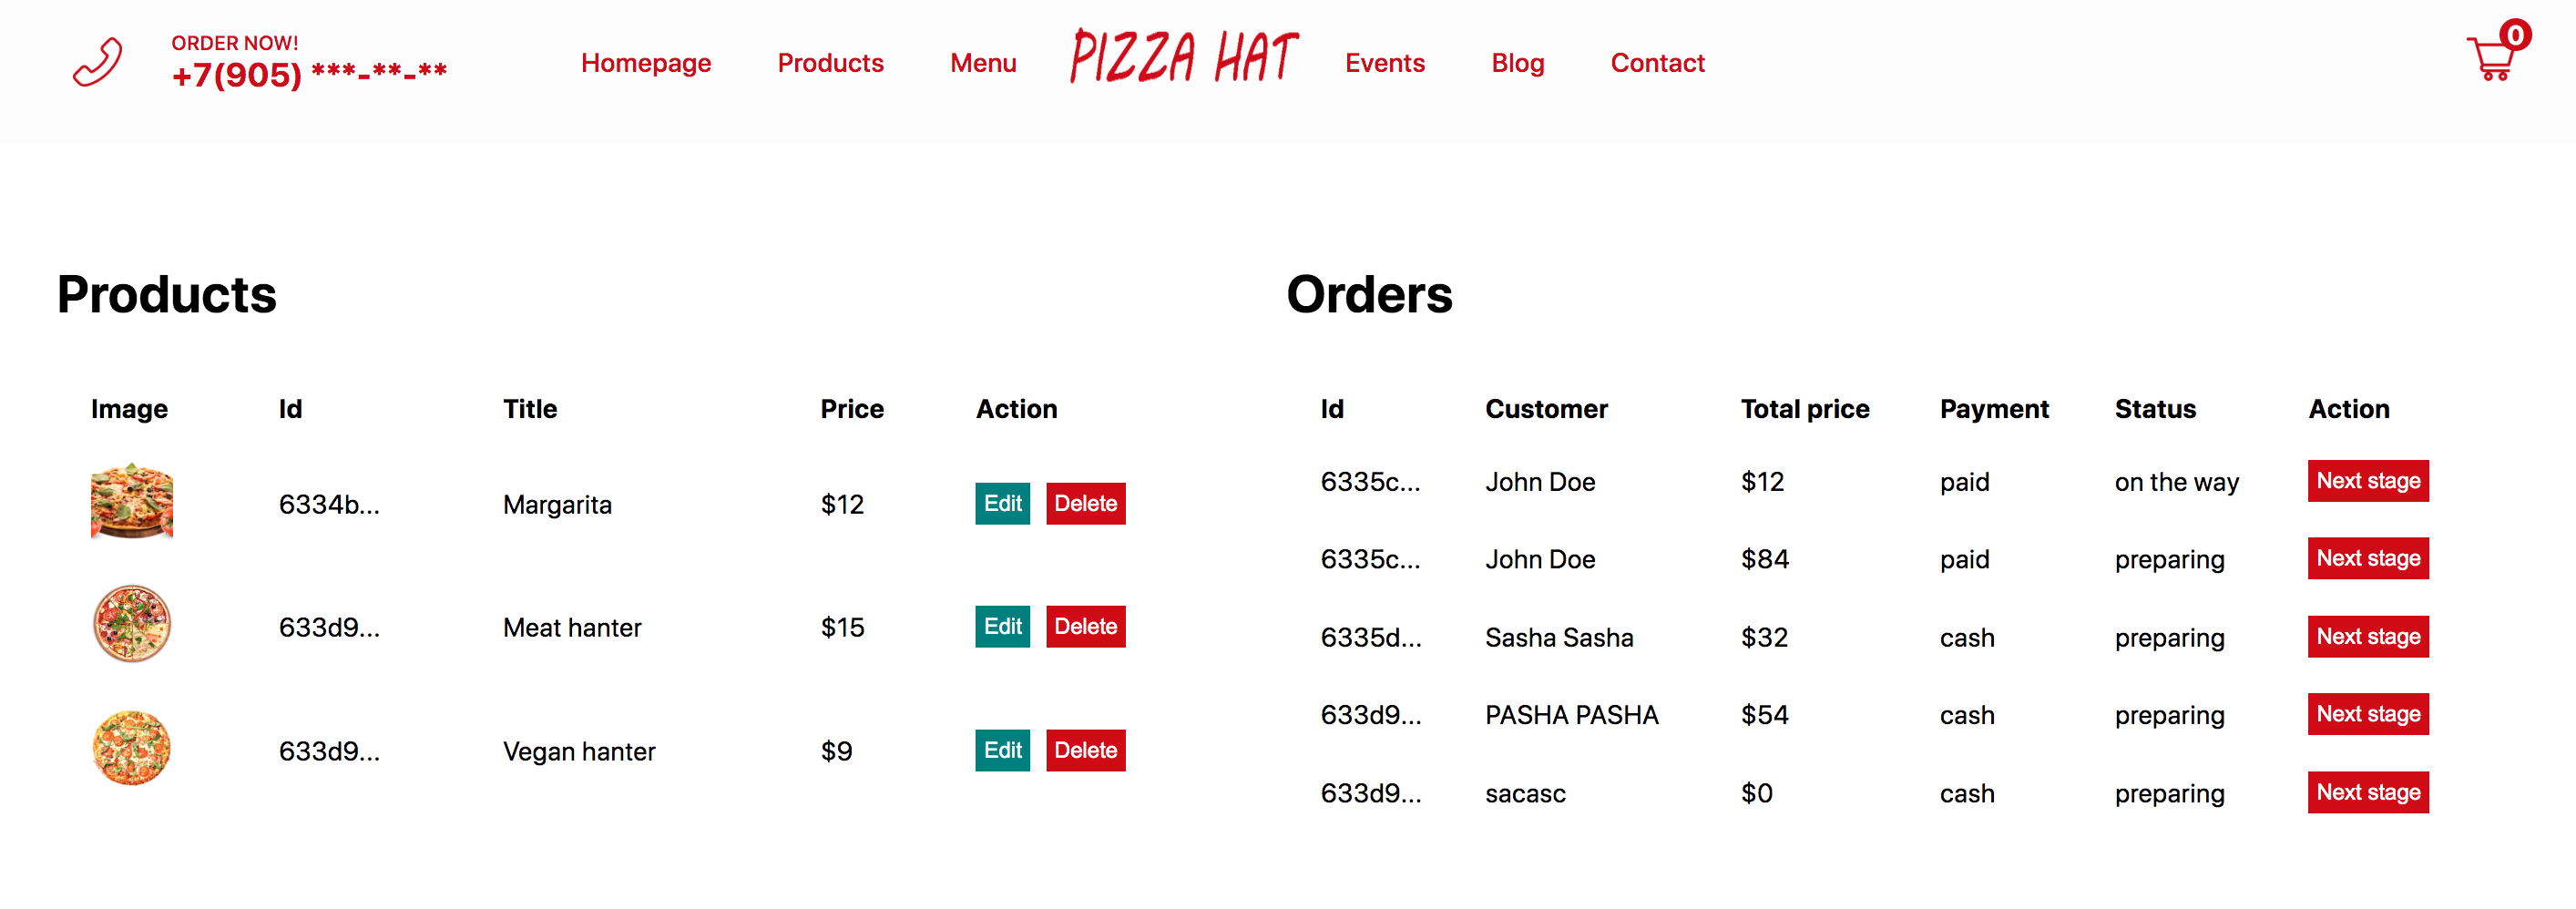 ORDER NOW!
+7(905) ***-**-**
Homepage Products Menu PIZZA HAT Events Blog Contact
0
Products
Image Id Title Price Action
6334b... Margarita $12 Edit Delete
633d9... Meat hanter $15 Edit Delete
633d9... Vegan hanter $9 Edit Delete
Orders
Id Customer Total price Payment Status Action
6335c... John Doe $12 paid on the way Next stage
6335c... John Doe $84 paid preparing Next stage
6335d... Sasha Sasha $32 cash preparing Next stage
633d9... PASHA PASHA $54 cash preparing Next stage
633d9... sacasc $0 cash preparing Next stage